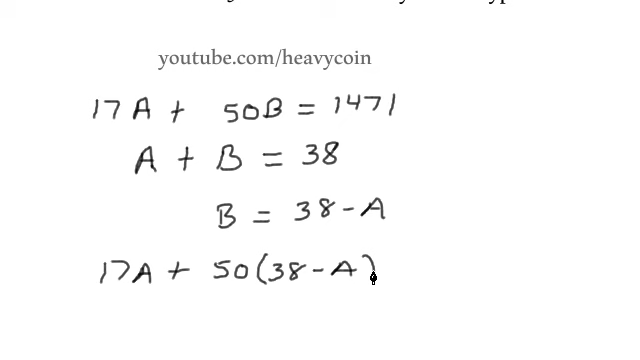 youtube.com/heavycoin
17A + 50B = 1471
A + B = 38
B = 38 - A
17A + 50(38 - A)